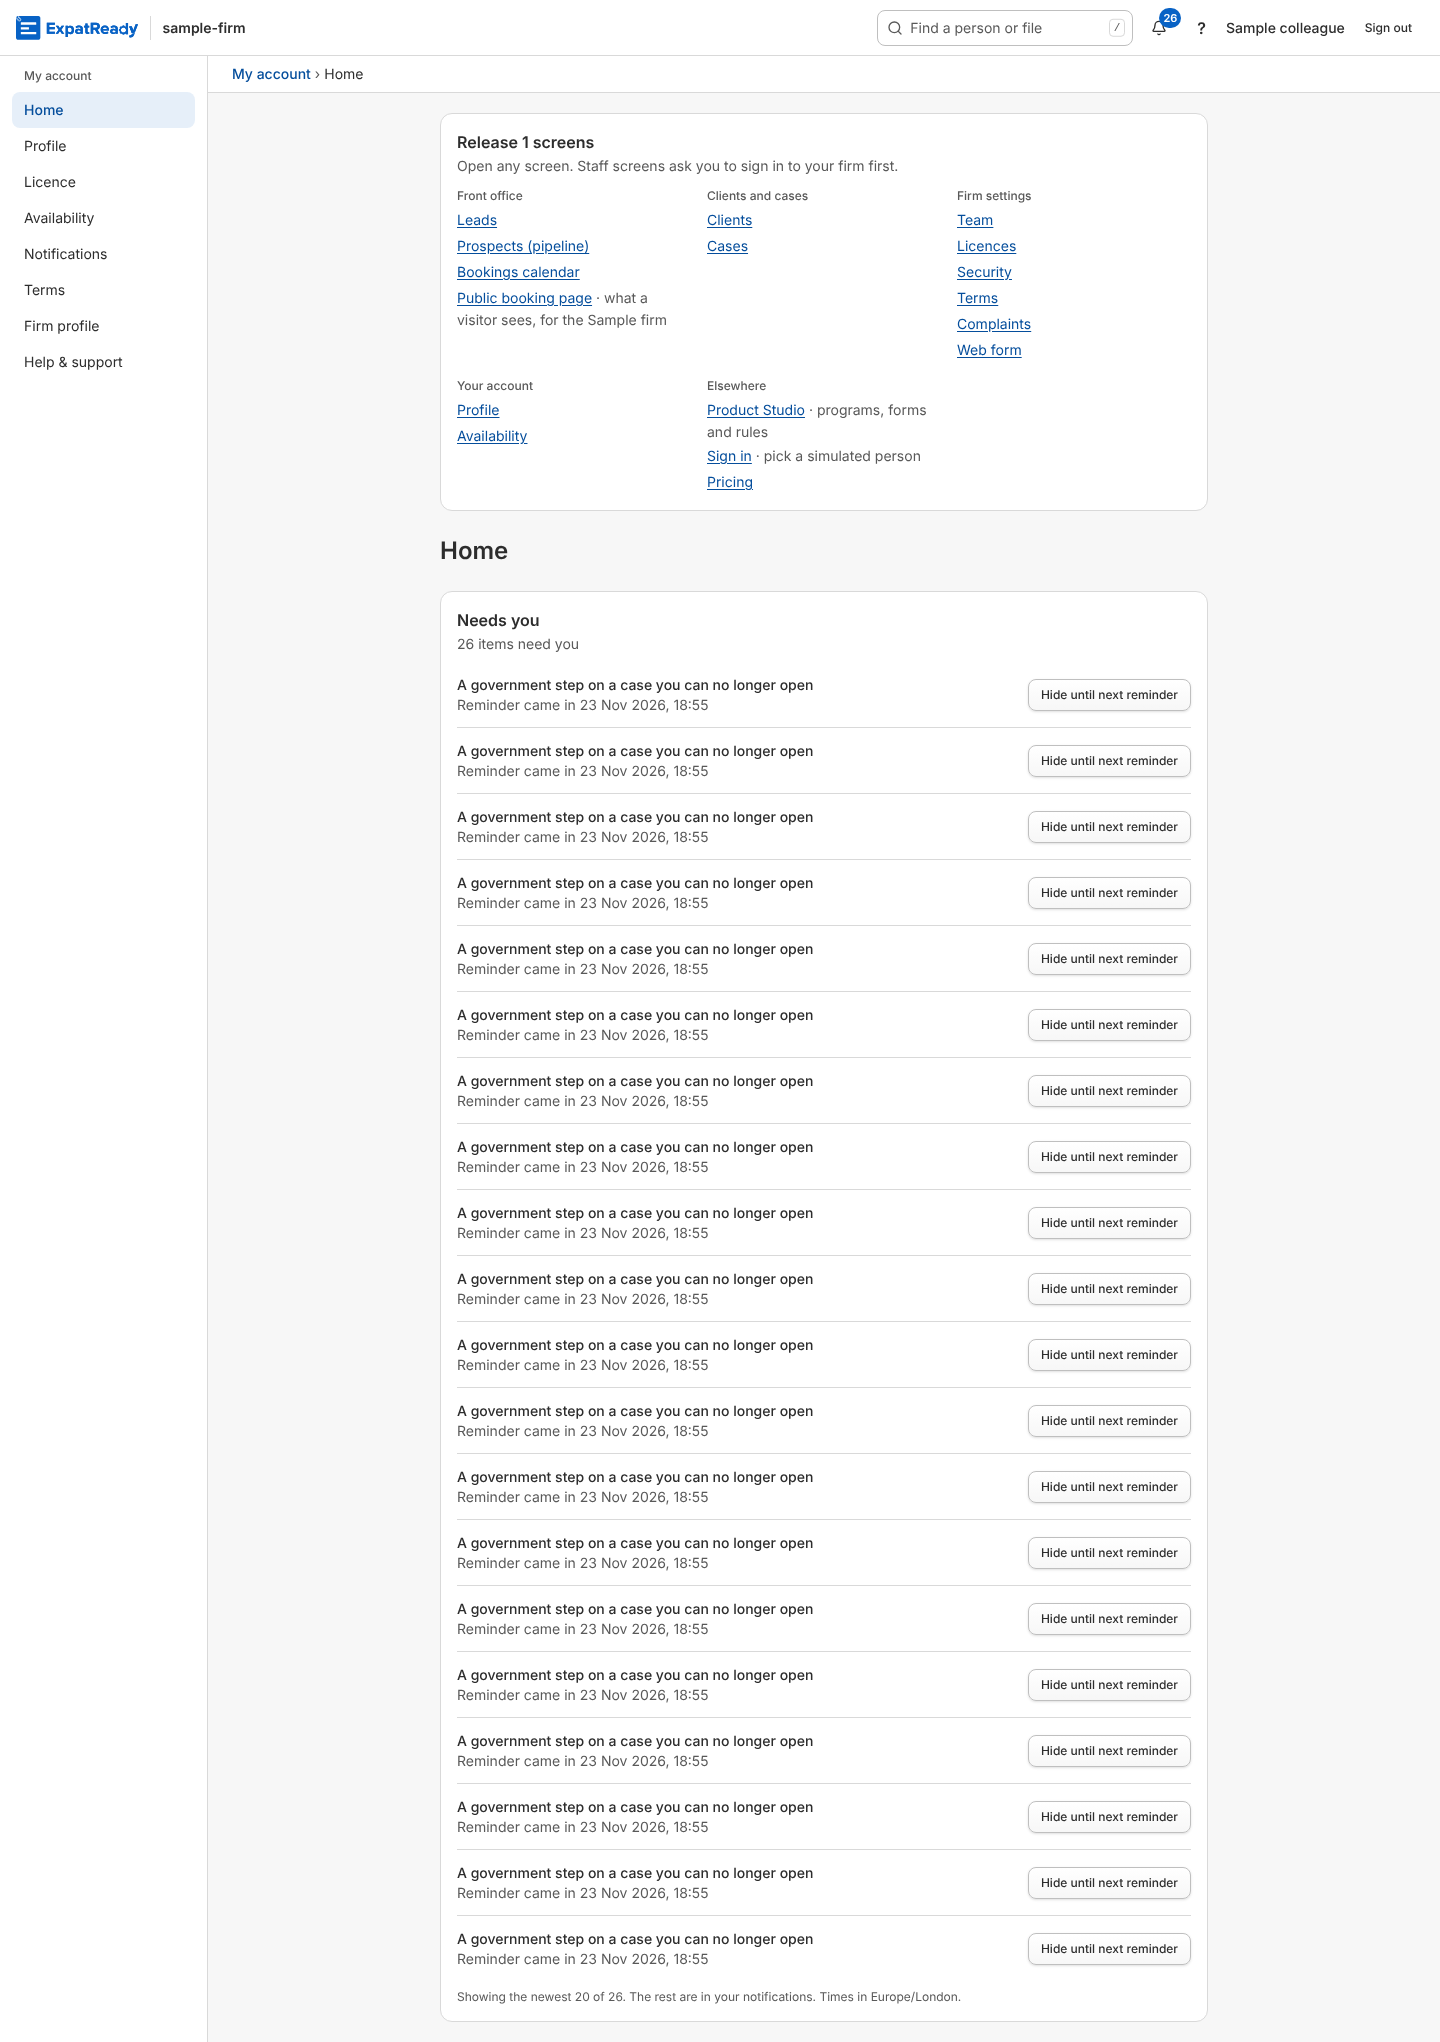 ExpatReady
sample-firm
Find a person or file
/
26
?
Sample colleague
Sign out
My account
Home
Profile
Licence
Availability
Notifications
Terms
Firm profile
Help & support
My account › Home
Release 1 screens
Open any screen. Staff screens ask you to sign in to your firm first.
Front office
Leads
Prospects (pipeline)
Bookings calendar
Public booking page · what a
visitor sees, for the Sample firm
Clients and cases
Clients
Cases
Firm settings
Team
Licences
Security
Terms
Complaints
Web form
Your account
Profile
Availability
Elsewhere
Product Studio · programs, forms
and rules
Sign in · pick a simulated person
Pricing
Home
Needs you
26 items need you
A government step on a case you can no longer open
Reminder came in 23 Nov 2026, 18:55
Hide until next reminder
A government step on a case you can no longer open
Reminder came in 23 Nov 2026, 18:55
Hide until next reminder
A government step on a case you can no longer open
Reminder came in 23 Nov 2026, 18:55
Hide until next reminder
A government step on a case you can no longer open
Reminder came in 23 Nov 2026, 18:55
Hide until next reminder
A government step on a case you can no longer open
Reminder came in 23 Nov 2026, 18:55
Hide until next reminder
A government step on a case you can no longer open
Reminder came in 23 Nov 2026, 18:55
Hide until next reminder
A government step on a case you can no longer open
Reminder came in 23 Nov 2026, 18:55
Hide until next reminder
A government step on a case you can no longer open
Reminder came in 23 Nov 2026, 18:55
Hide until next reminder
A government step on a case you can no longer open
Reminder came in 23 Nov 2026, 18:55
Hide until next reminder
A government step on a case you can no longer open
Reminder came in 23 Nov 2026, 18:55
Hide until next reminder
A government step on a case you can no longer open
Reminder came in 23 Nov 2026, 18:55
Hide until next reminder
A government step on a case you can no longer open
Reminder came in 23 Nov 2026, 18:55
Hide until next reminder
A government step on a case you can no longer open
Reminder came in 23 Nov 2026, 18:55
Hide until next reminder
A government step on a case you can no longer open
Reminder came in 23 Nov 2026, 18:55
Hide until next reminder
A government step on a case you can no longer open
Reminder came in 23 Nov 2026, 18:55
Hide until next reminder
A government step on a case you can no longer open
Reminder came in 23 Nov 2026, 18:55
Hide until next reminder
A government step on a case you can no longer open
Reminder came in 23 Nov 2026, 18:55
Hide until next reminder
A government step on a case you can no longer open
Reminder came in 23 Nov 2026, 18:55
Hide until next reminder
A government step on a case you can no longer open
Reminder came in 23 Nov 2026, 18:55
Hide until next reminder
A government step on a case you can no longer open
Reminder came in 23 Nov 2026, 18:55
Hide until next reminder
Showing the newest 20 of 26. The rest are in your notifications. Times in Europe/London.